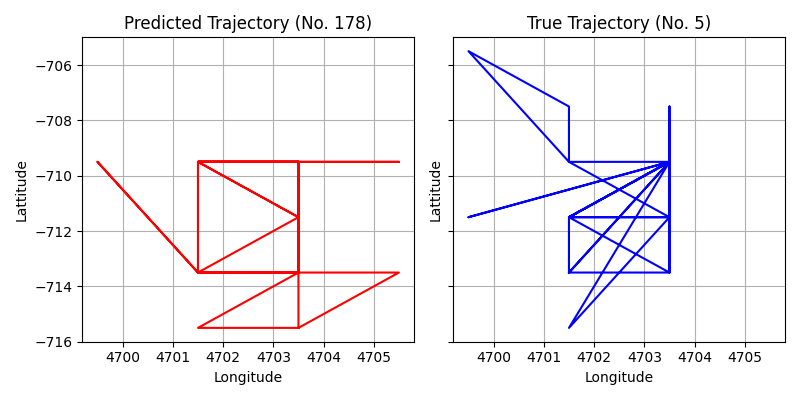 Predicted Trajectory (No. 178)
True Trajectory (No. 5)
Lattitude
−706
−708
−710
−712
−714
−716
4700 4701 4702 4703 4704 4705
Longitude
Lattitude
4700 4701 4702 4703 4704 4705
Longitude